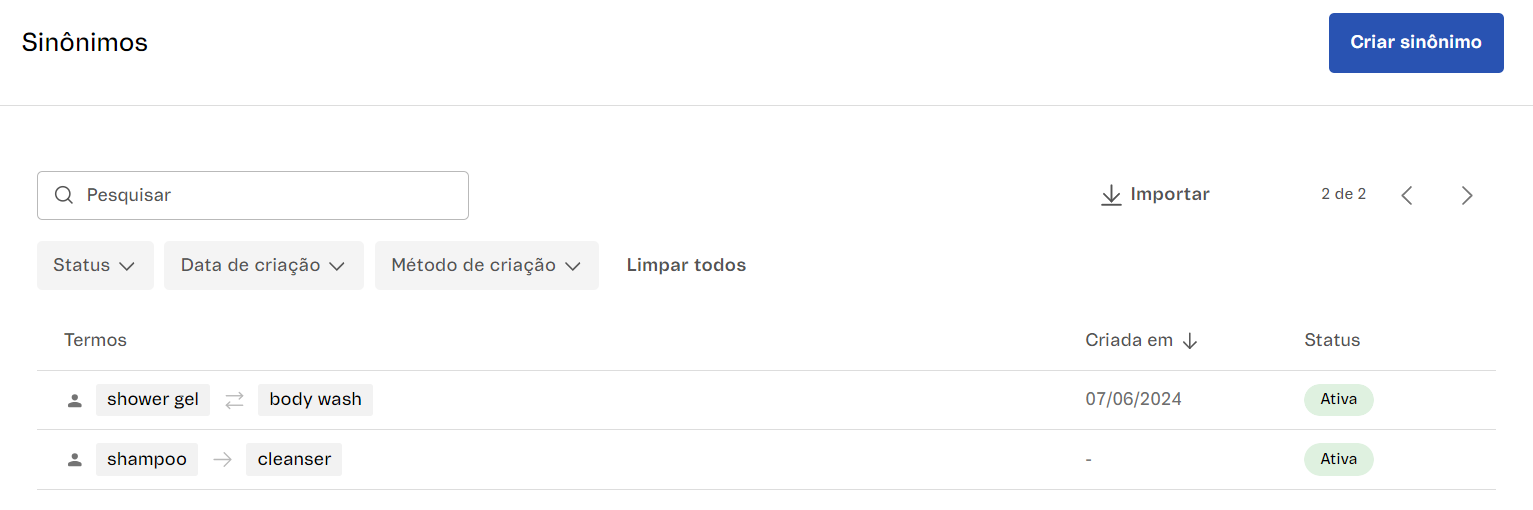 Sinônimos
Criar sinônimo
Pesquisar
Importar
2 de 2
Status
Data de criação
Método de criação
Limpar todos
Termos
Criada em
Status
shower gel
body wash
07/06/2024
Ativa
shampoo
cleanser
-
Ativa